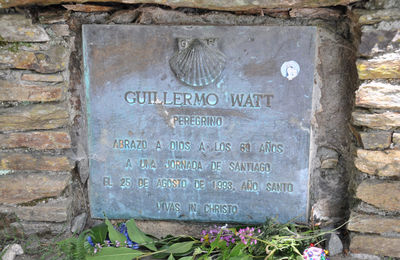 GUILLERMO WATT
PEREGRINO
ABRAZO A DIOS A LOS 69 AÑOS
A UNA JORNADA DE SANTIAGO
EL 25 DE AGOSTO DE 1993, AÑO SANTO
VIVAS IN CHRISTO